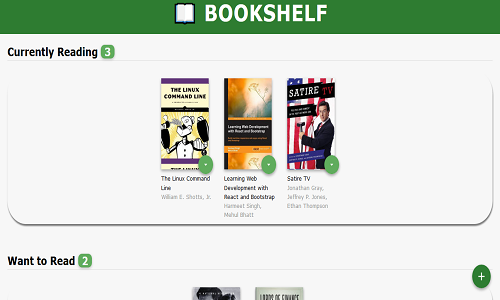 BOOKSHELF
Currently Reading 3
THE LINUX
COMMAND LINE
Learning Web Development
with React and Bootstrap
SATIRE TV
The Linux Command
Line
William E. Shotts, Jr.
Learning Web
Development with
React and Bootstrap
Harmeet Singh,
Mehul Bhatt
Satire TV
Jonathan Gray,
Jeffrey P. Jones,
Ethan Thompson
Want to Read 2
+
LORDS OF FINANCE